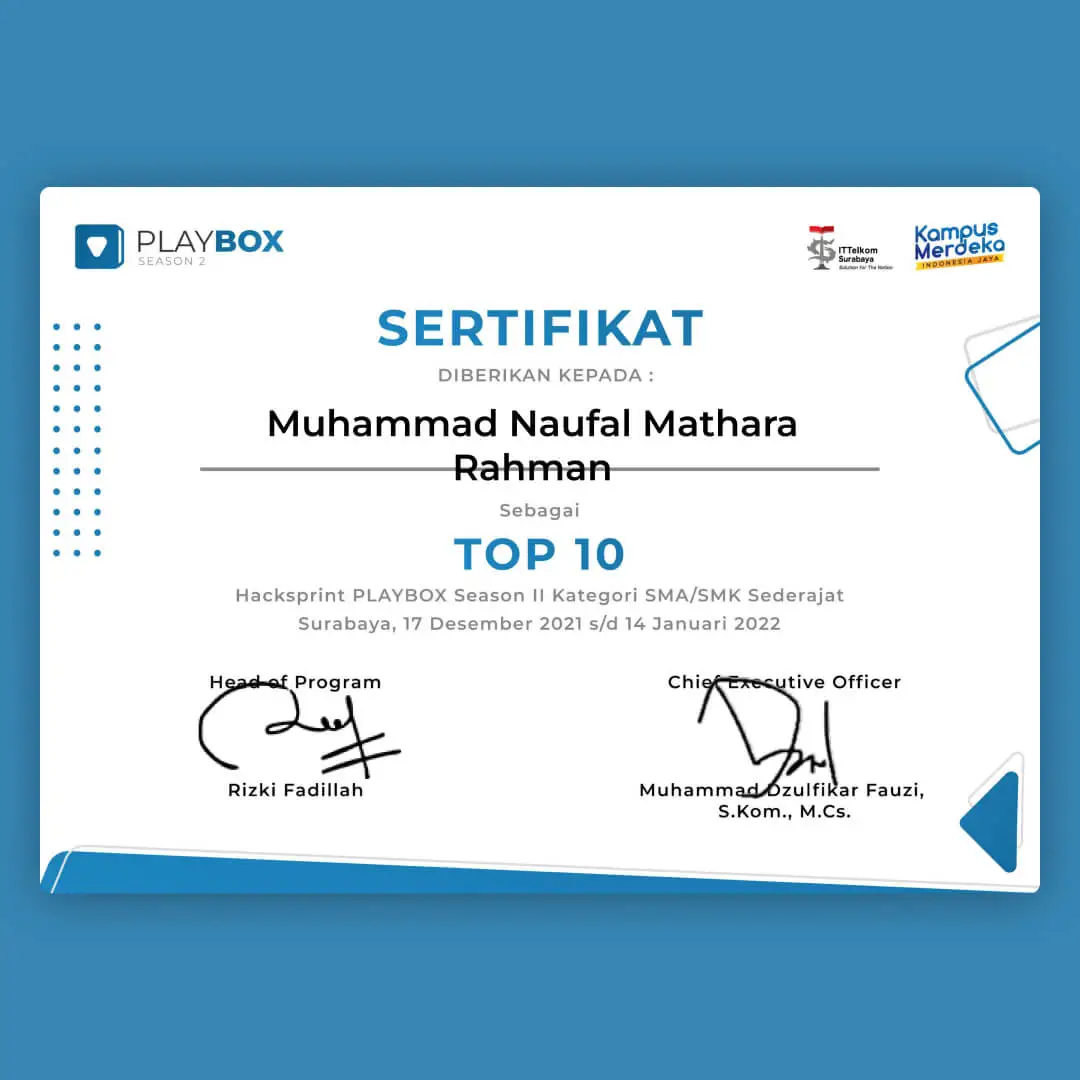 PLAYBOX
SEASON 2
ITTelkom
Surabaya
Solution for The Nation
Kampus
Merdeka
INDONESIA JAYA
SERTIFIKAT
DIBERIKAN KEPADA :
Muhammad Naufal Mathara
Rahman
Sebagai
TOP 10
Hacksprint PLAYBOX Season II Kategori SMA/SMK Sederajat
Surabaya, 17 Desember 2021 s/d 14 Januari 2022
Head of Program
Rizki Fadillah
Chief Executive Officer
Muhammad Dzulfikar Fauzi,
S.Kom., M.Cs.